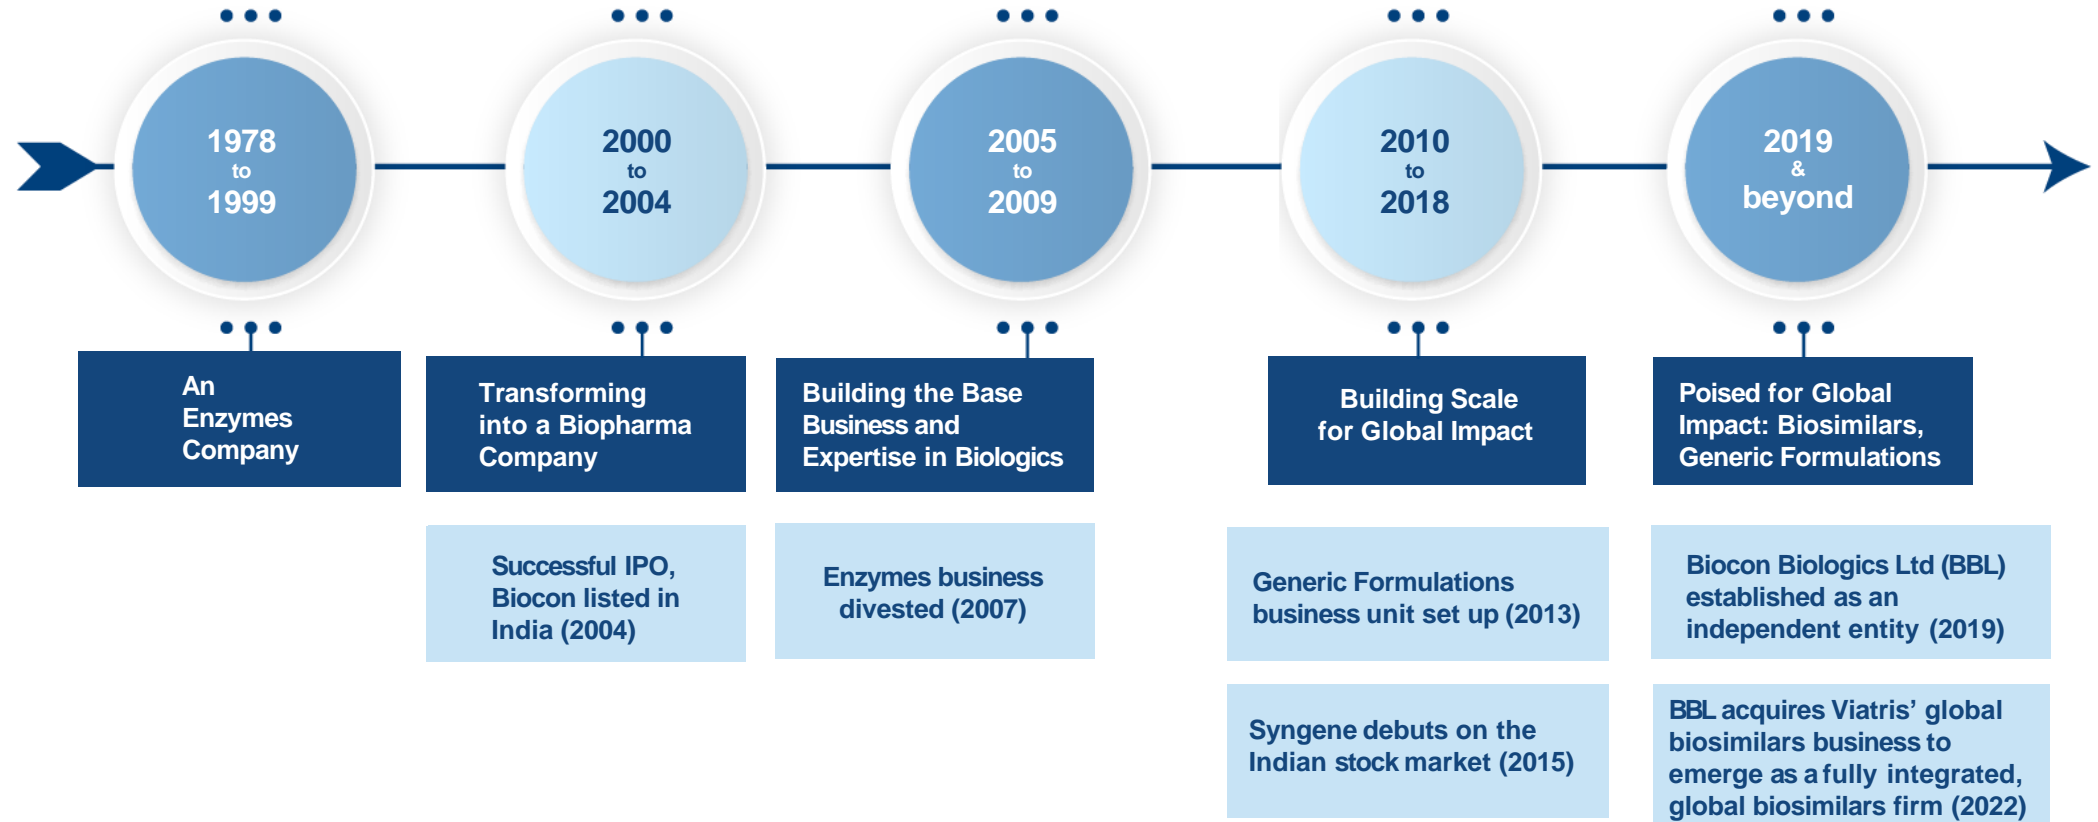 1978
to
1999
2000
to
2004
2005
to
2009
2010
to
2018
2019
&
beyond
An
Enzymes
Company
Transforming
into a Biopharma
Company
Building the Base
Business and
Expertise in Biologics
Building Scale
for Global Impact
Poised for Global
Impact: Biosimilars,
Generic Formulations
Successful IPO,
Biocon listed in
India (2004)
Enzymes business
divested (2007)
Generic Formulations
business unit set up (2013)
Biocon Biologics Ltd (BBL)
established as an
independent entity (2019)
Syngene debuts on the
Indian stock market (2015)
BBL acquires Viatris’ global
biosimilars business to
emerge as a fully integrated,
global biosimilars firm (2022)